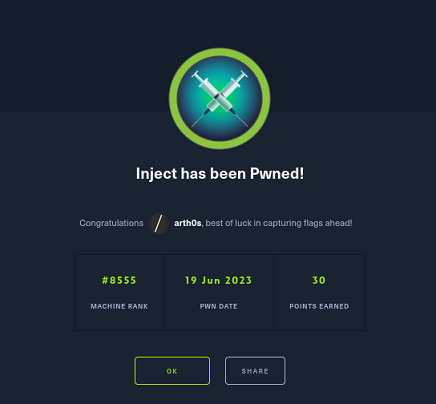 Inject has been Pwned!
Congratulations arth0s, best of luck in capturing flags ahead!
#8555 19 Jun 2023 30
MACHINE RANK PWN DATE POINTS EARNED
OK SHARE